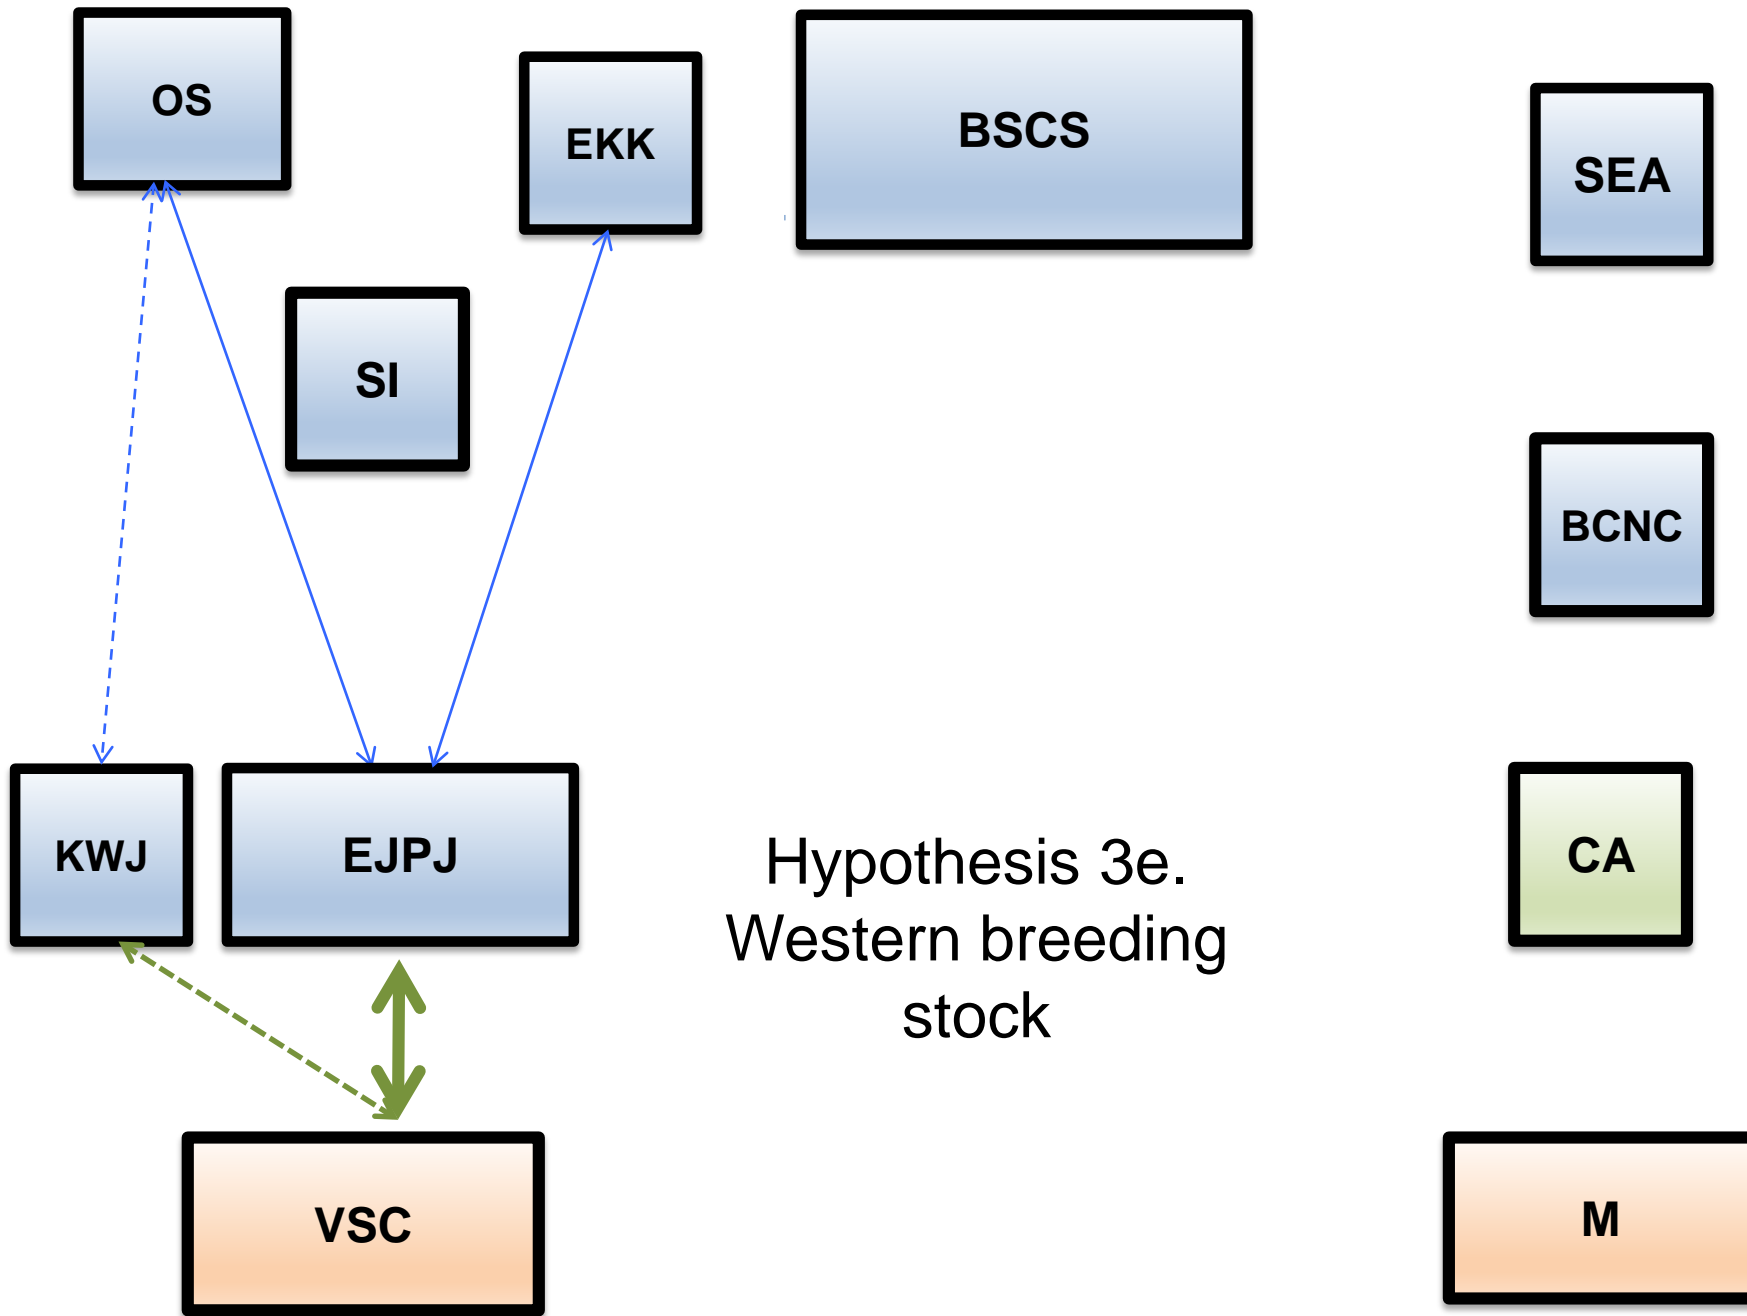 OS
EKK
BSCS
SEA
SI
BCNC
KWJ
EJPJ
Hypothesis 3e.
Western breeding
stock
CA
VSC
M